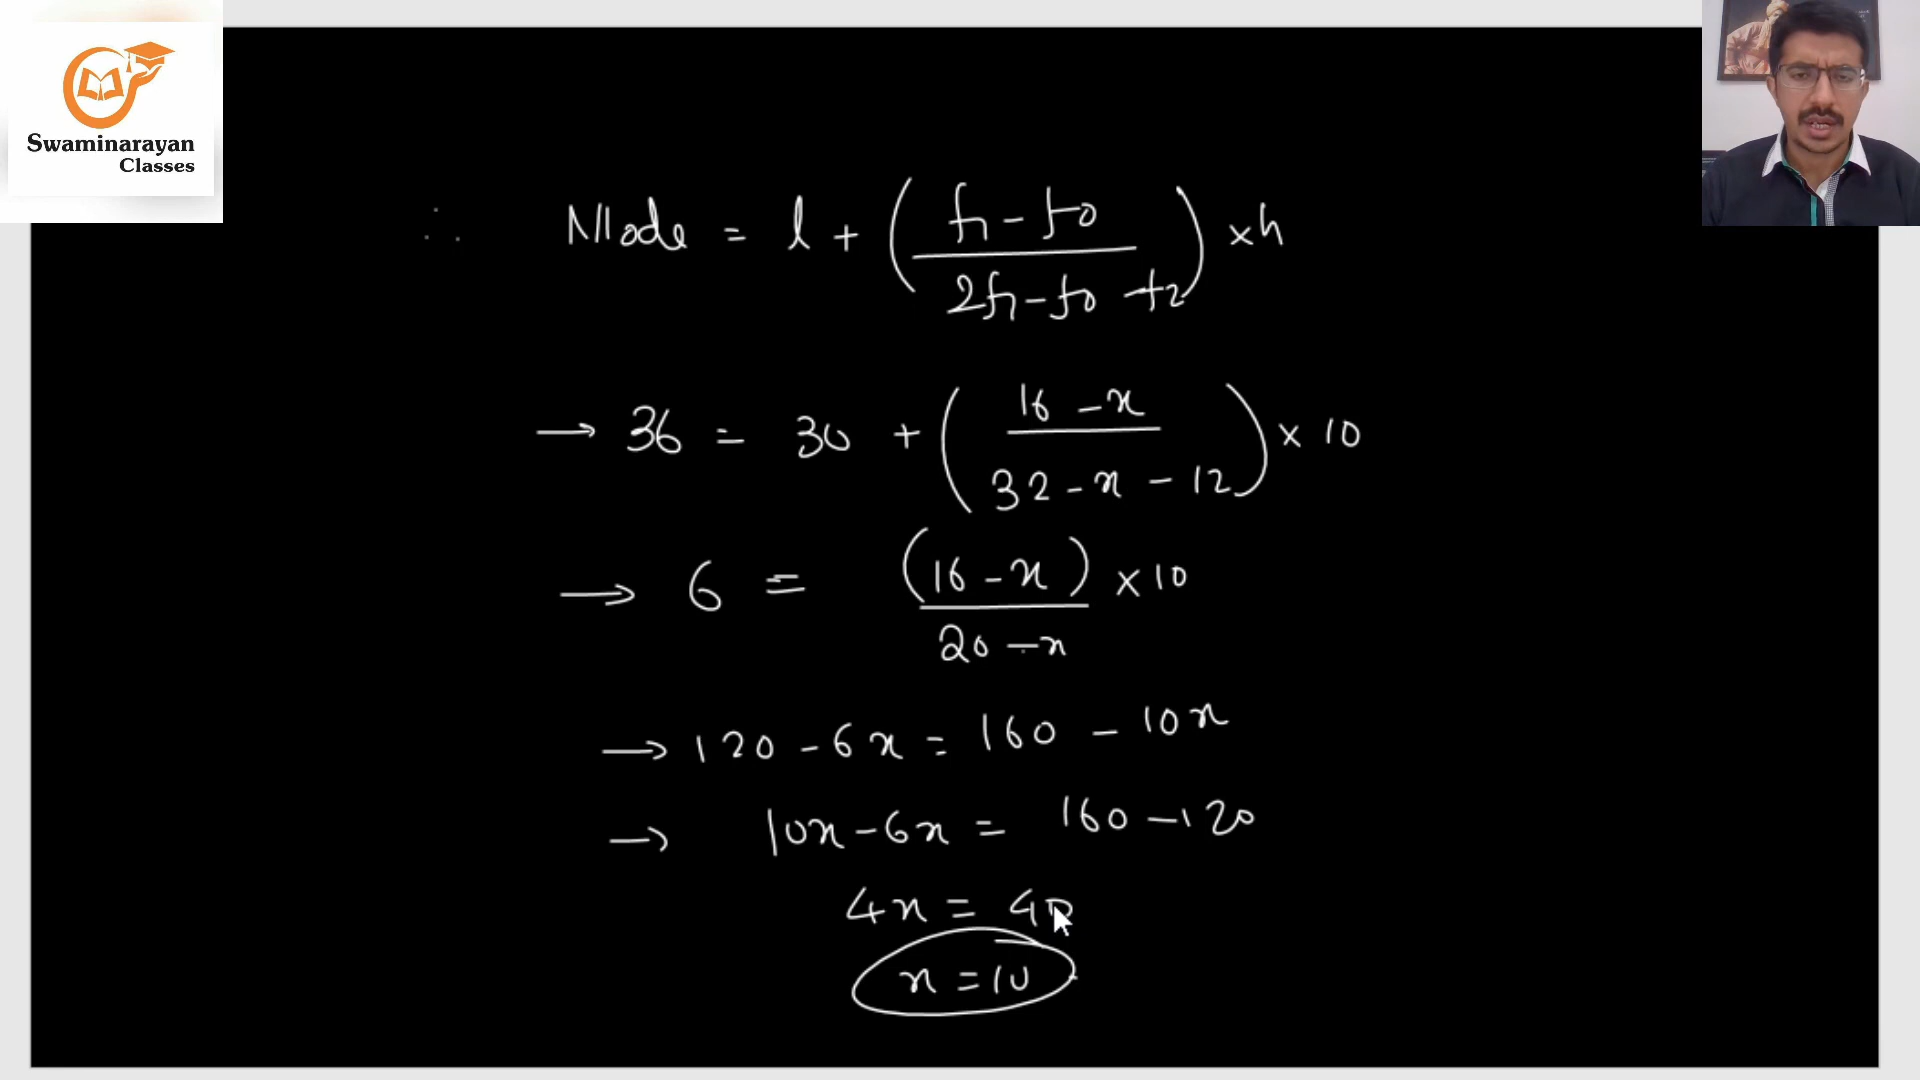 Swaminarayan
Classes
∴ Mode = l + ( f1 - f0 / 2f1 - f0 - f2 ) × h
→ 36 = 30 + ( 16 - x / 32 - x - 12 ) × 10
→ 6 = (16 - x) / 20 - x × 10
→ 120 - 6x = 160 - 10x
→ 10x - 6x = 160 - 120
4x = 40
x = 10